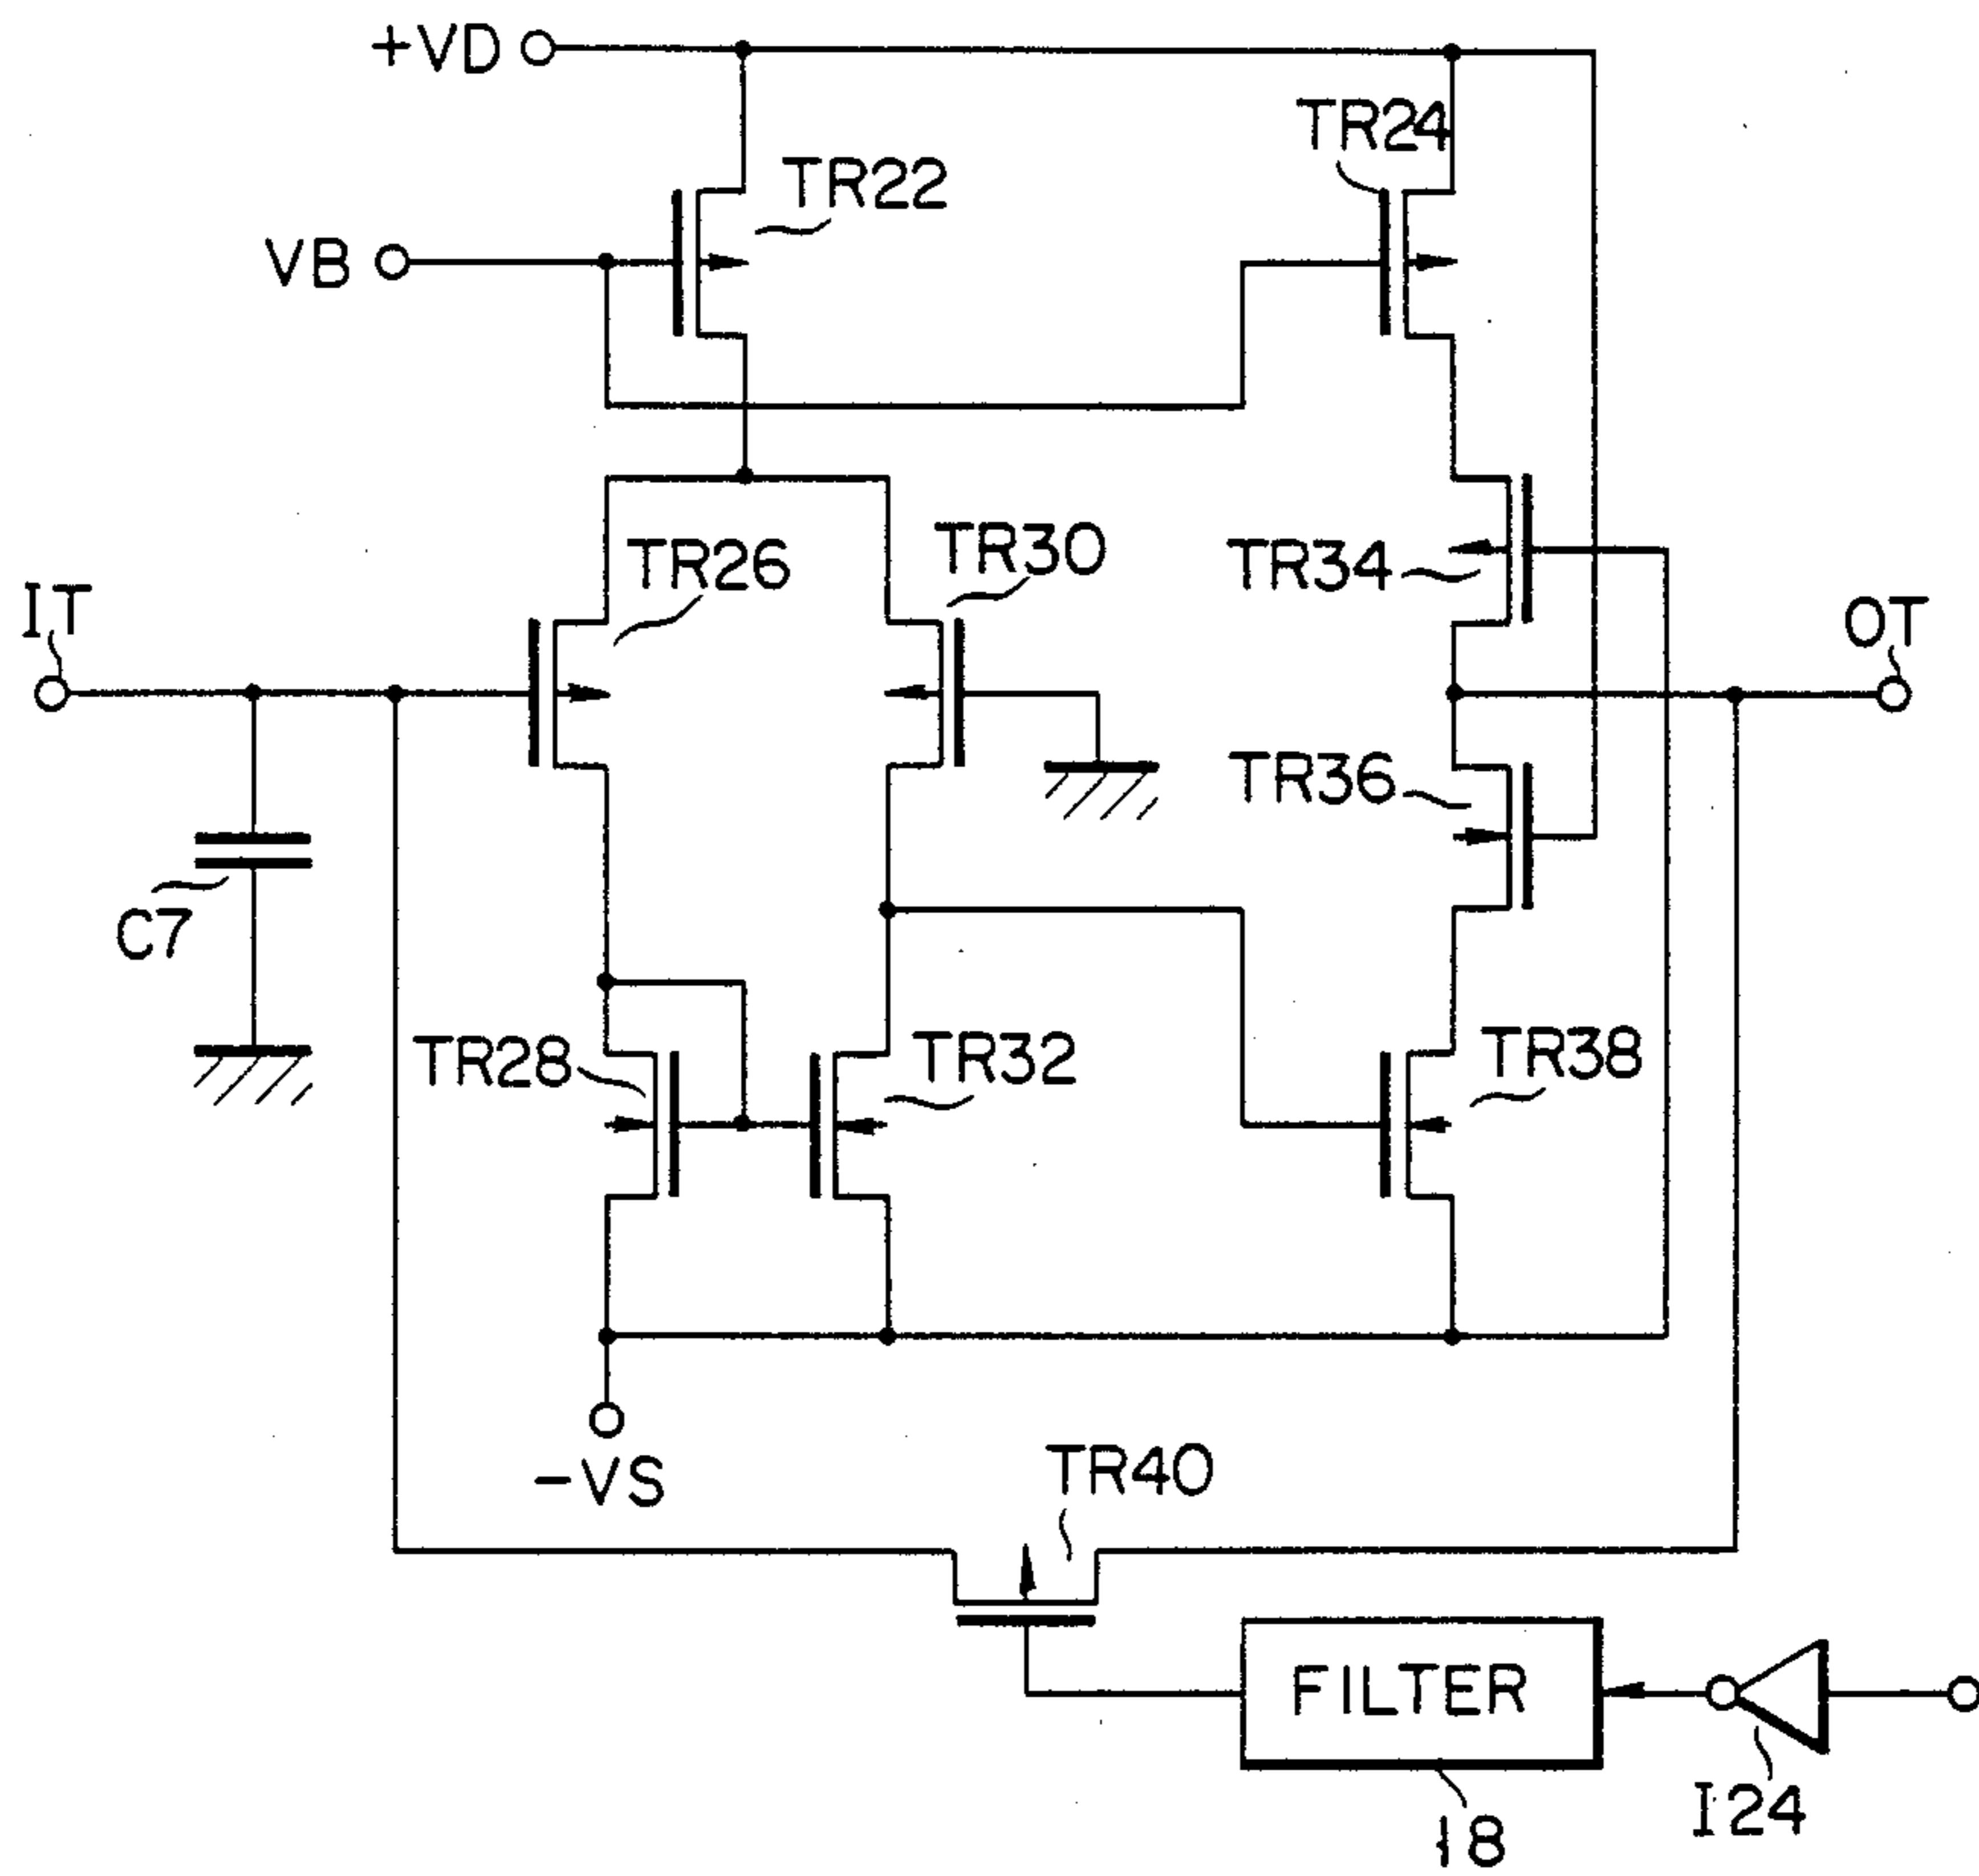 +VD
TR24
TR22
VB
TR30
TR26
TR34
IT
OT
TR36
C7
TR28
TR32
TR38
-VS
TR40
FILTER
I24
18